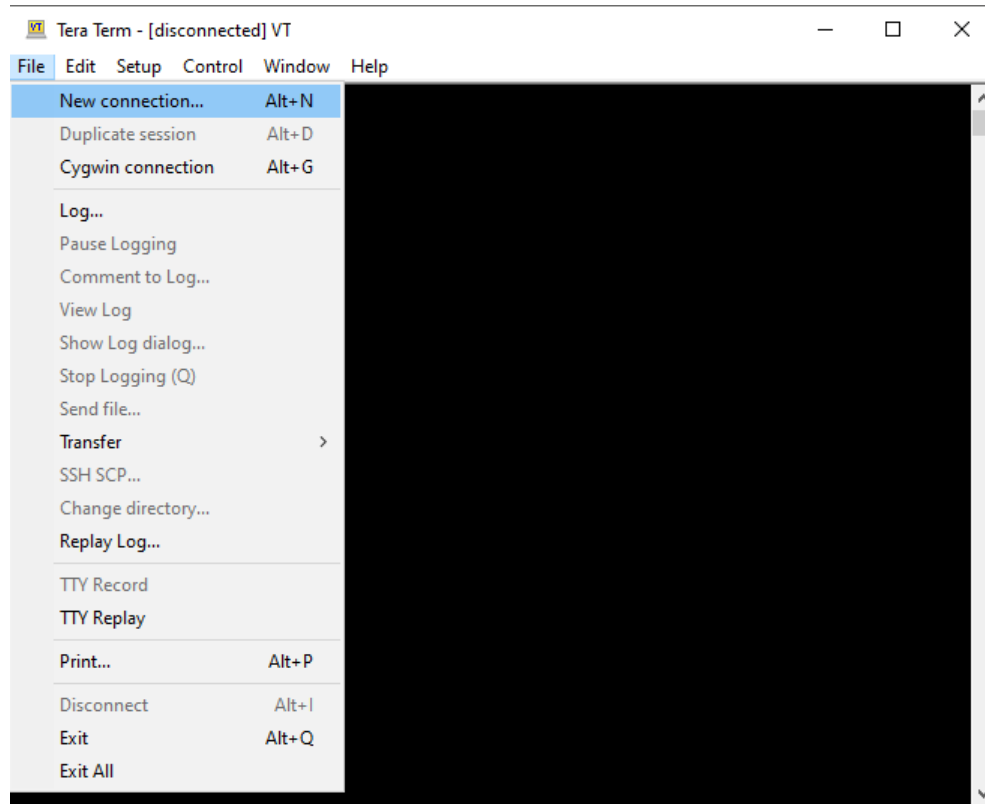 VT Tera Term - [disconnected] VT
File Edit Setup Control Window Help
New connection... Alt+N
Duplicate session Alt+D
Cygwin connection Alt+G
Log...
Pause Logging
Comment to Log...
View Log
Show Log dialog...
Stop Logging (Q)
Send file...
Transfer
SSH SCP...
Change directory...
Replay Log...
TTY Record
TTY Replay
Print... Alt+P
Disconnect Alt+I
Exit Alt+Q
Exit All